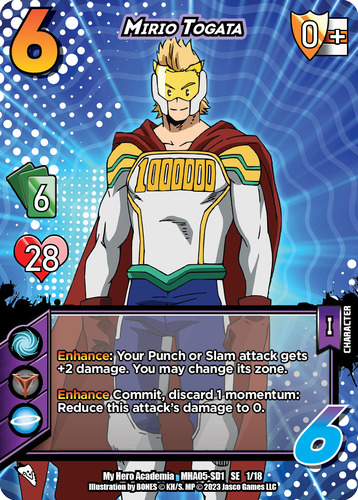 6
MIRIO TOGATA
0+
6
28
1000000
I
CHARACTER
Enhance: Your Punch or Slam attack gets
+2 damage. You may change its zone.
Enhance Commit, discard 1 momentum:
Reduce this attack's damage to 0.
6
My Hero Academia MHA05-SD1 SE 1/18
Illustration by BONES © KH/S, MP © 2023 Jasco Games LLC